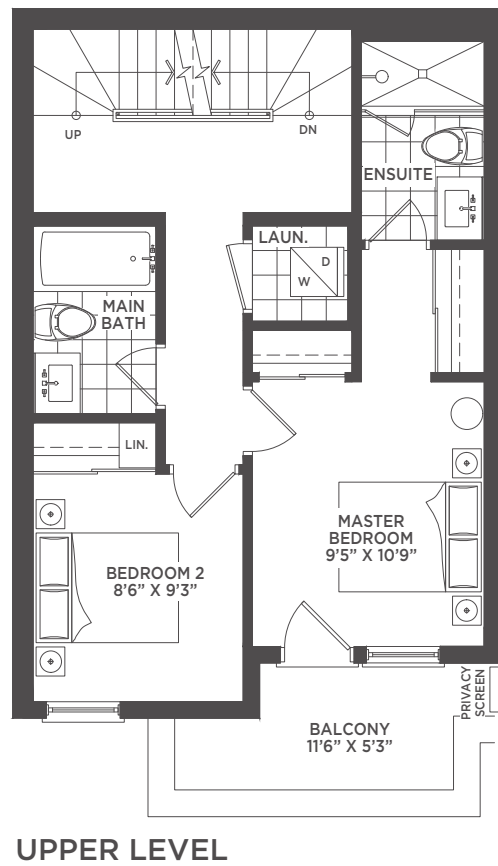 UP
DN
ENSUITE
LAUN.
D
W
MAIN
BATH
LIN.
MASTER
BEDROOM
9'5" X 10'9"
BEDROOM 2
8'6" X 9'3"
PRIVACY
SCREEN
BALCONY
11'6" X 5'3"
UPPER LEVEL